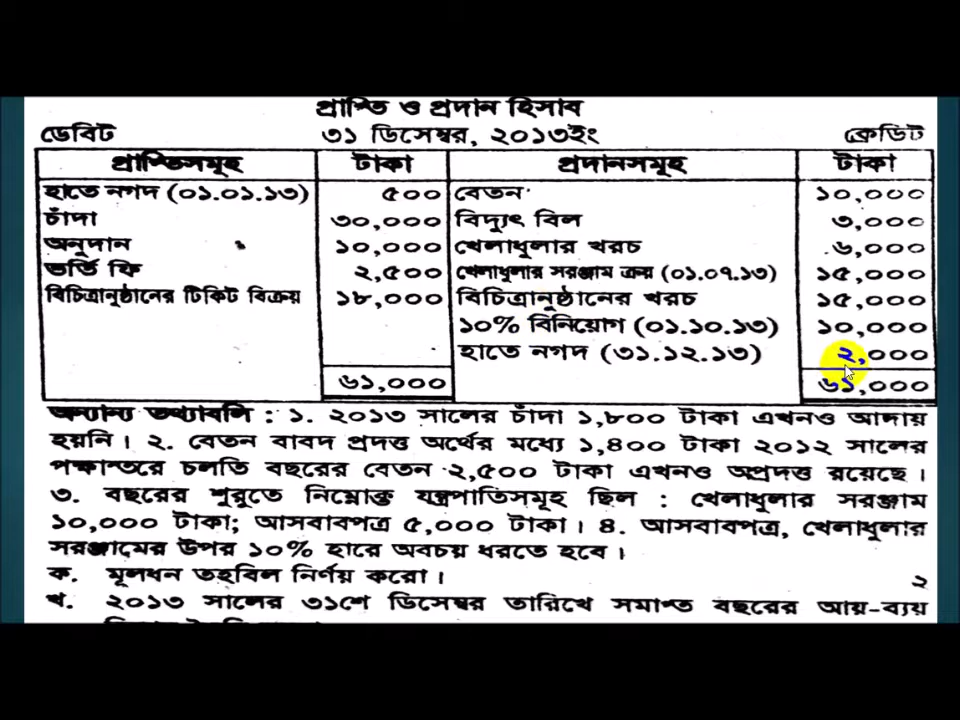 প্রাপ্তি ও প্রদান হিসাব
ডেবিট ৩১ ডিসেম্বর, ২০১৩ইং ক্রেডিট
প্রাপ্তিসমূহ টাকা প্রদানসমূহ টাকা
হাতে নগদ (০১.০১.১৩) ৫০০ বেতন ১০,০০০
চাঁদা ৩০,০০০ বিদ্যুৎ বিল ৩,০০০
অনুদান ১০,০০০ খেলাধুলার খরচ ৬,০০০
ভর্তি ফি ২,৫০০ খেলাধুলার সরঞ্জাম ক্রয় (০১.০৭.১৩) ১৫,০০০
বিচিত্রানুষ্ঠানের টিকিট বিক্রয় ১৮,০০০ বিচিত্রানুষ্ঠানের খরচ ১৫,০০০
১০% বিনিয়োগ (০১.১০.১৩) ১০,০০০
হাতে নগদ (৩১.১২.১৩) ২,০০০
৬১,০০০ ৬১,০০০
অন্যান্য তথ্যাবলি : ১. ২০১৩ সালের চাঁদা ১,৮০০ টাকা এখনও আদায়
হয়নি। ২. বেতন বাবদ প্রদত্ত অর্থের মধ্যে ১,৪০০ টাকা ২০১২ সালের
পক্ষান্তরে চলতি বছরের বেতন ২,৫০০ টাকা এখনও অপ্রদত্ত রয়েছে।
৩. বছরের শুরুতে নিম্নোক্ত যন্ত্রপাতিসমূহ ছিল : খেলাধুলার সরঞ্জাম
১০,০০০ টাকা; আসবাবপত্র ৫,০০০ টাকা। ৪. আসবাবপত্র, খেলাধুলার
সরঞ্জামের উপর ১০% হারে অবচয় ধরতে হবে।
ক. মূলধন তহবিল নির্ণয় করো। ২
খ. ২০১৩ সালের ৩১শে ডিসেম্বর তারিখে সমাপ্ত বছরের আয়-ব্যয়